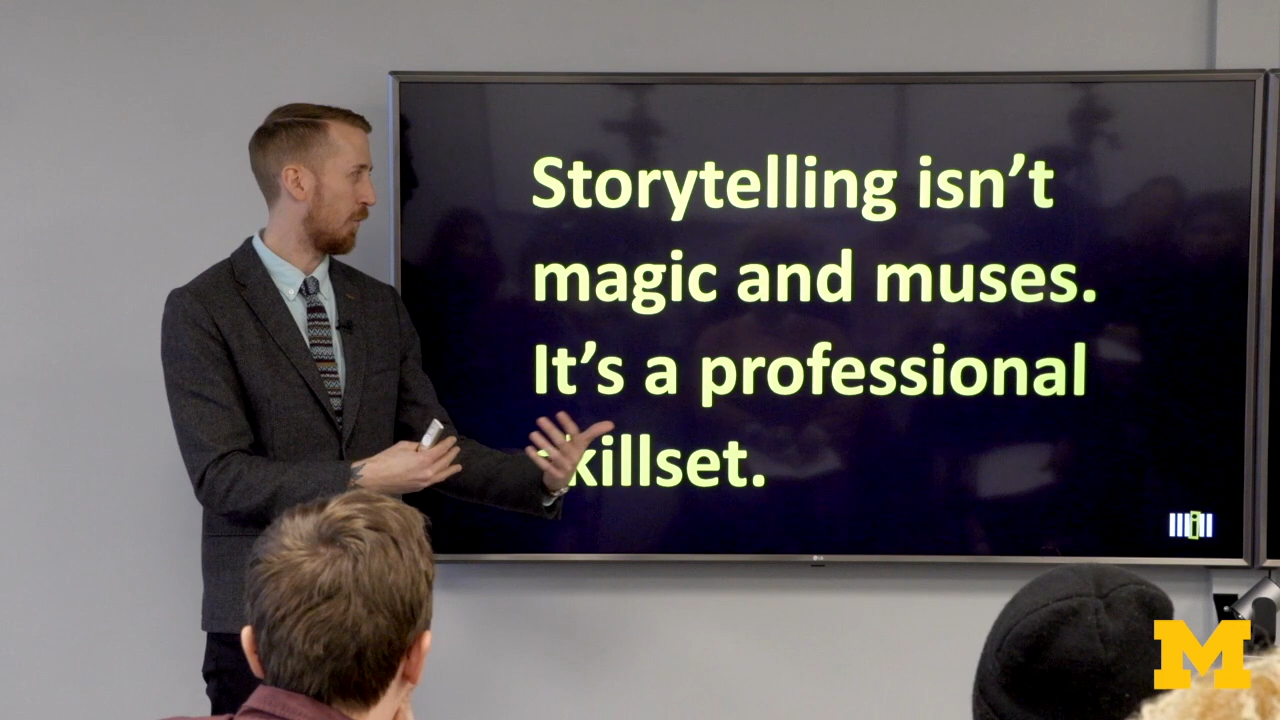 Storytelling isn’t
magic and muses.
It’s a professional
skillset.
M